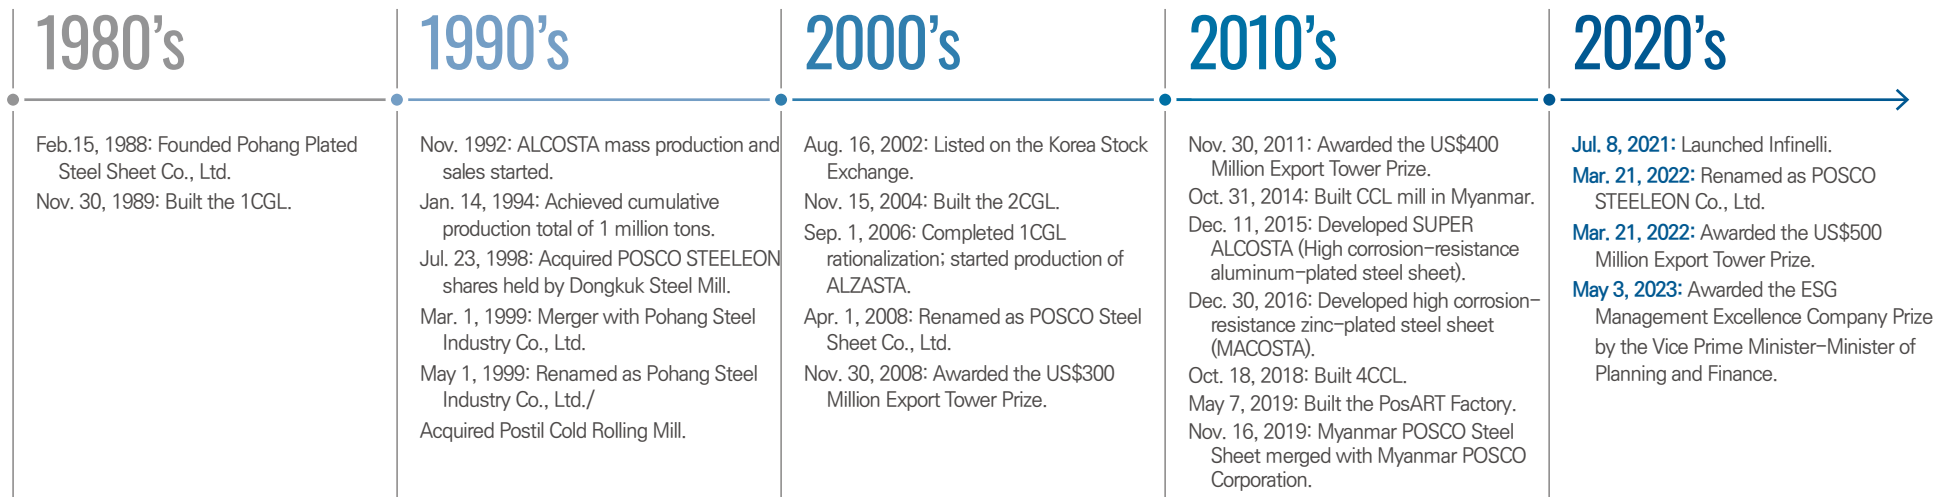 1980’s
Feb.15, 1988: Founded Pohang Plated
Steel Sheet Co., Ltd.
Nov. 30, 1989: Built the 1CGL.
1990’s
Nov. 1992: ALCOSTA mass production and
sales started.
Jan. 14, 1994: Achieved cumulative
production total of 1 million tons.
Jul. 23, 1998: Acquired POSCO STEELEON
shares held by Dongkuk Steel Mill.
Mar. 1, 1999: Merger with Pohang Steel
Industry Co., Ltd.
May 1, 1999: Renamed as Pohang Steel
Industry Co., Ltd./
Acquired Postil Cold Rolling Mill.
2000’s
Aug. 16, 2002: Listed on the Korea Stock
Exchange.
Nov. 15, 2004: Built the 2CGL.
Sep. 1, 2006: Completed 1CGL
rationalization; started production of
ALZASTA.
Apr. 1, 2008: Renamed as POSCO Steel
Sheet Co., Ltd.
Nov. 30, 2008: Awarded the US$300
Million Export Tower Prize.
2010’s
Nov. 30, 2011: Awarded the US$400
Million Export Tower Prize.
Oct. 31, 2014: Built CCL mill in Myanmar.
Dec. 11, 2015: Developed SUPER
ALCOSTA (High corrosion-resistance
aluminum-plated steel sheet).
Dec. 30, 2016: Developed high corrosion-
resistance zinc-plated steel sheet
(MACOSTA).
Oct. 18, 2018: Built 4CCL.
May 7, 2019: Built the PosART Factory.
Nov. 16, 2019: Myanmar POSCO Steel
Sheet merged with Myanmar POSCO
Corporation.
2020’s
Jul. 8, 2021: Launched Infinelli.
Mar. 21, 2022: Renamed as POSCO
STEELEON Co., Ltd.
Mar. 21, 2022: Awarded the US$500
Million Export Tower Prize.
May 3, 2023: Awarded the ESG
Management Excellence Company Prize
by the Vice Prime Minister-Minister of
Planning and Finance.